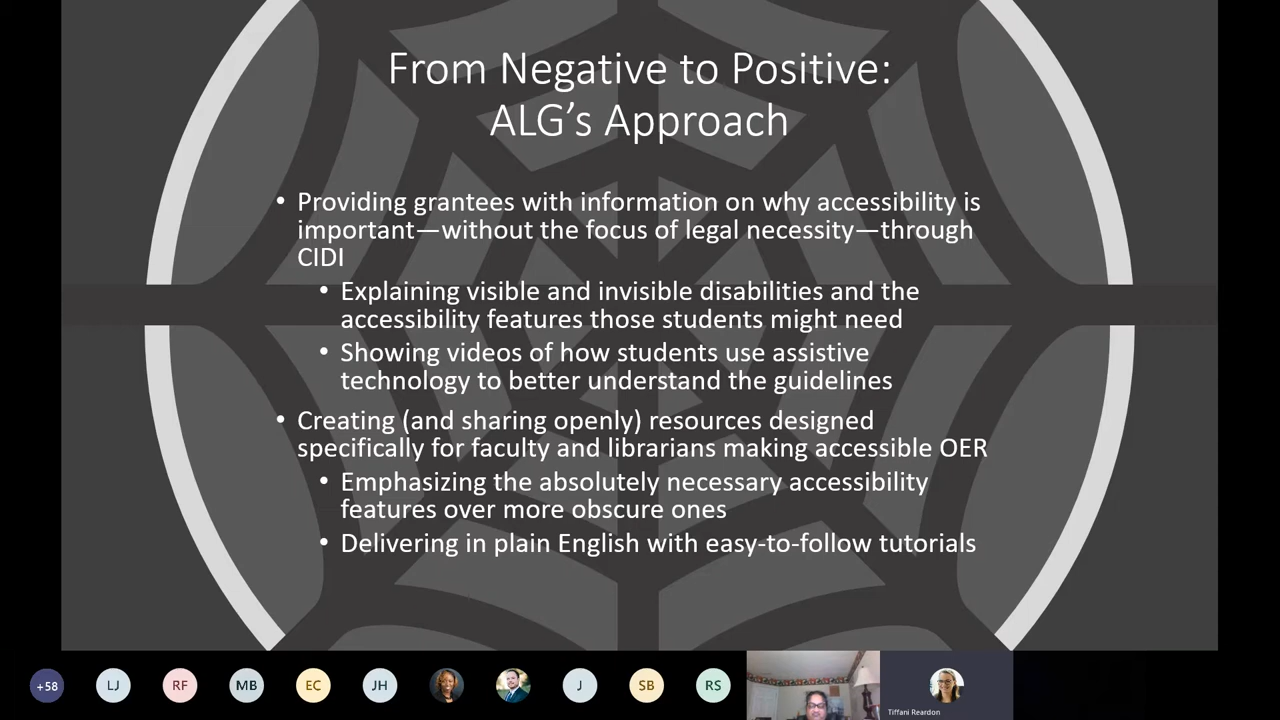 From Negative to Positive:
ALG's Approach
• Providing grantees with information on why accessibility is
important—without the focus of legal necessity—through
CIDI
• Explaining visible and invisible disabilities and the
accessibility features those students might need
• Showing videos of how students use assistive
technology to better understand the guidelines
• Creating (and sharing openly) resources designed
specifically for faculty and librarians making accessible OER
• Emphasizing the absolutely necessary accessibility
features over more obscure ones
• Delivering in plain English with easy-to-follow tutorials
+58 LJ RF MB EC JH J SB RS
Tiffani Reardon